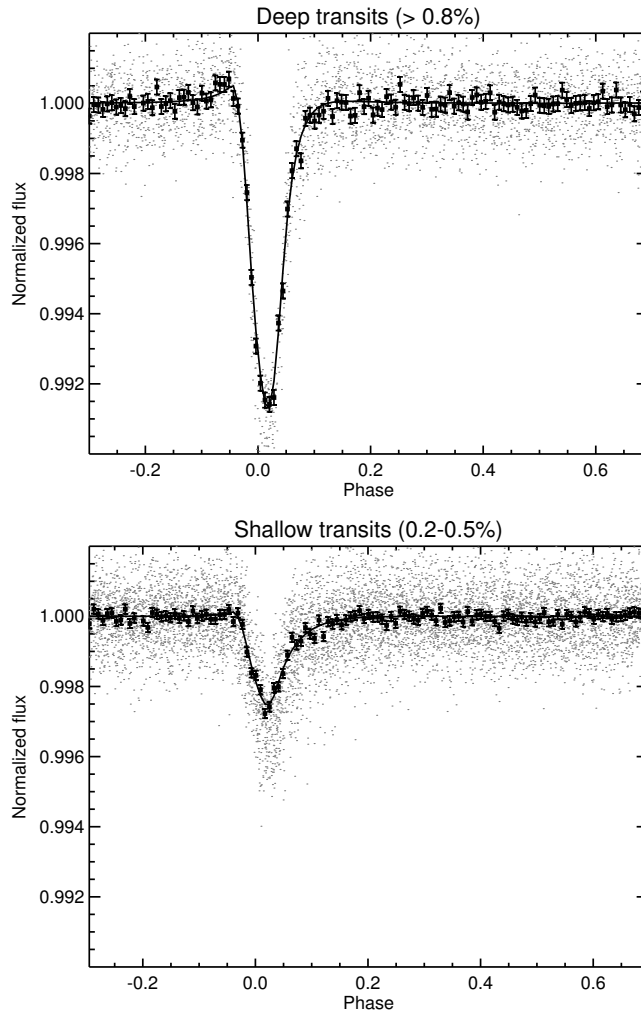 Deep transits (> 0.8%)
1.000
0.998
0.996
0.994
0.992
Normalized flux
-0.2 0.0 0.2 0.4 0.6
Phase
Shallow transits (0.2-0.5%)
1.000
0.998
0.996
0.994
0.992
Normalized flux
-0.2 0.0 0.2 0.4 0.6
Phase